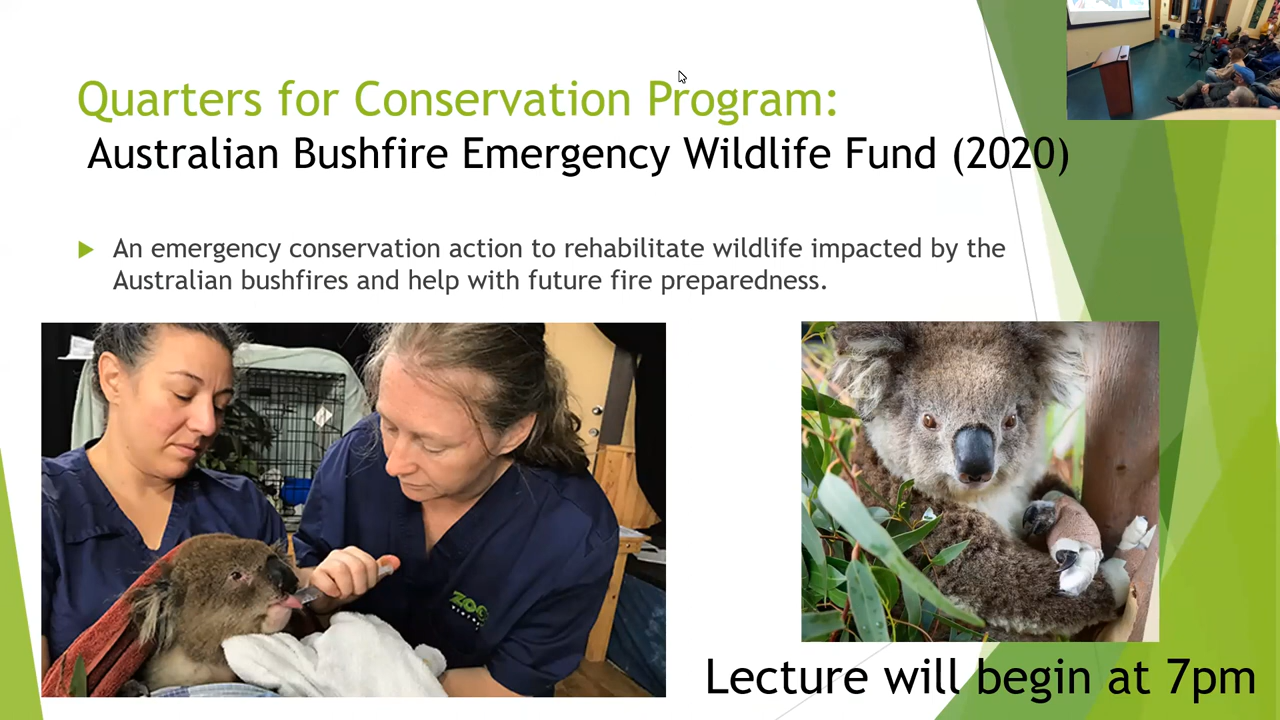 Quarters for Conservation Program:
Australian Bushfire Emergency Wildlife Fund (2020)
An emergency conservation action to rehabilitate wildlife impacted by the
Australian bushfires and help with future fire preparedness.
ZOO
Lecture will begin at 7pm